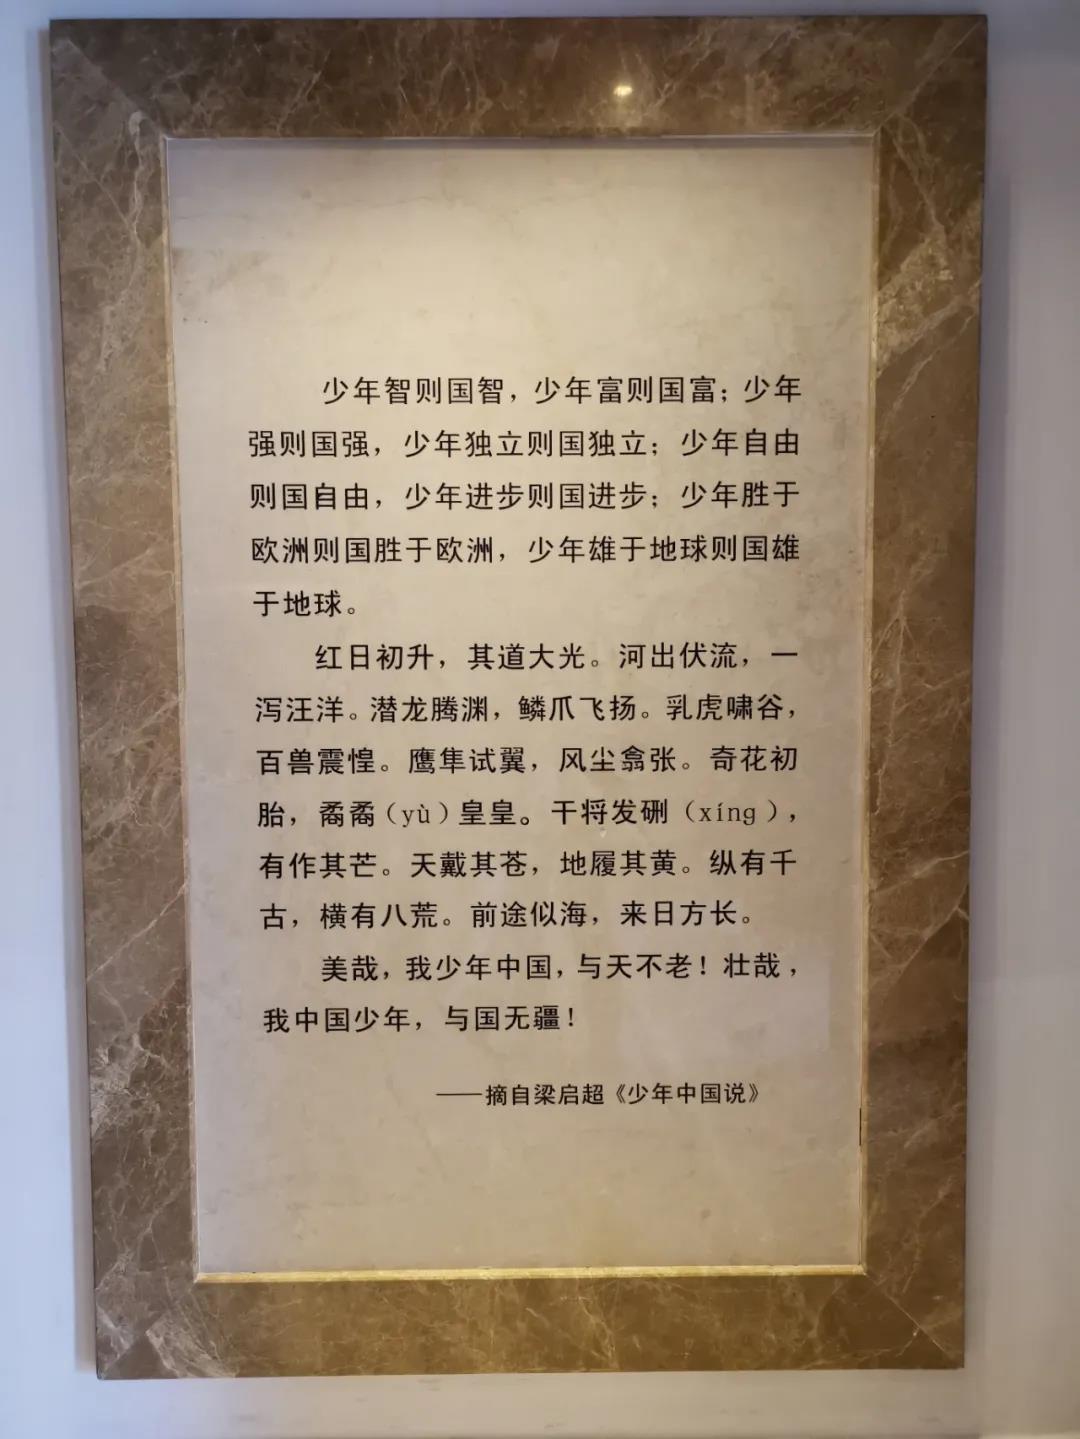 少年智则国智，少年富则国富；少年
强则国强，少年独立则国独立；少年自由
则国自由，少年进步则国进步；少年胜于
欧洲则国胜于欧洲，少年雄于地球则国雄
于地球。
红日初升，其道大光。河出伏流，一
泻汪洋。潜龙腾渊，鳞爪飞扬。乳虎啸谷，
百兽震惶。鹰隼试翼，风尘翕张。奇花初
胎，矞矞（yù）皇皇。干将发硎（xíng），
有作其芒。天戴其苍，地履其黄。纵有千
古，横有八荒。前途似海，来日方长。
美哉，我少年中国，与天不老！壮哉，
我中国少年，与国无疆！
——摘自梁启超《少年中国说》